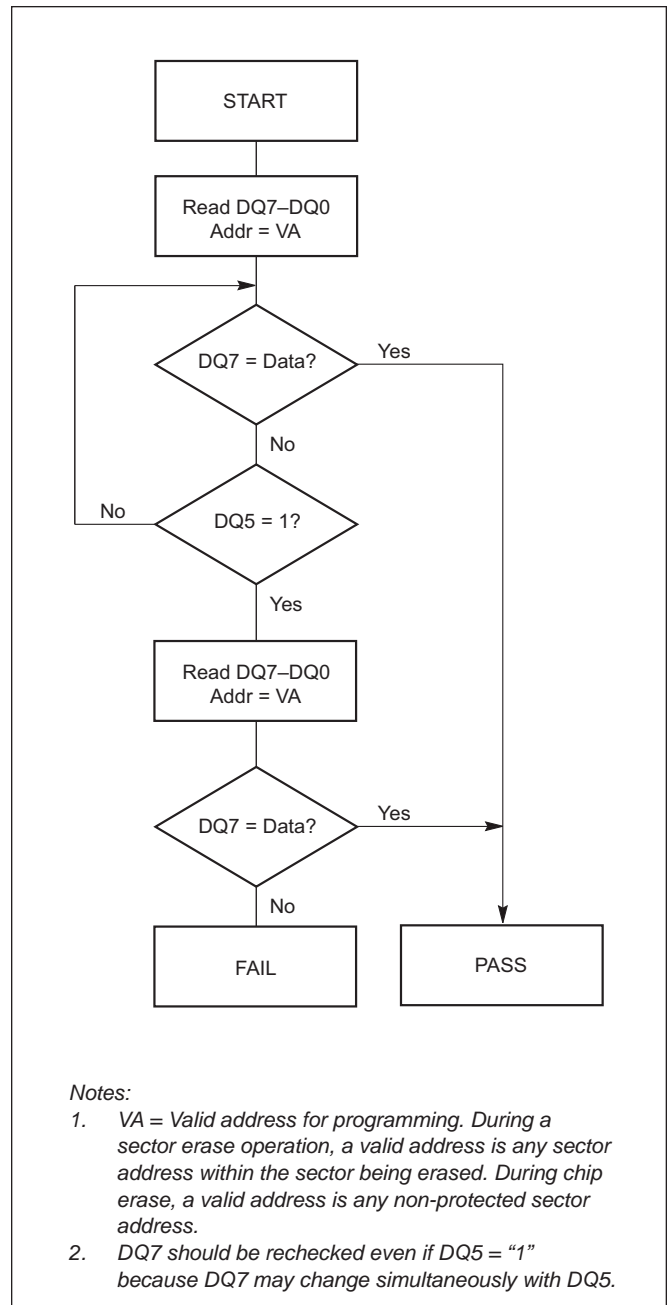 START
Read DQ7–DQ0
Addr = VA
DQ7 = Data?
Yes
No
No
DQ5 = 1?
Yes
Read DQ7–DQ0
Addr = VA
DQ7 = Data?
Yes
No
FAIL
PASS
Notes:
1. VA = Valid address for programming. During a
sector erase operation, a valid address is any sector
address within the sector being erased. During chip
erase, a valid address is any non-protected sector
address.
2. DQ7 should be rechecked even if DQ5 = “1”
because DQ7 may change simultaneously with DQ5.